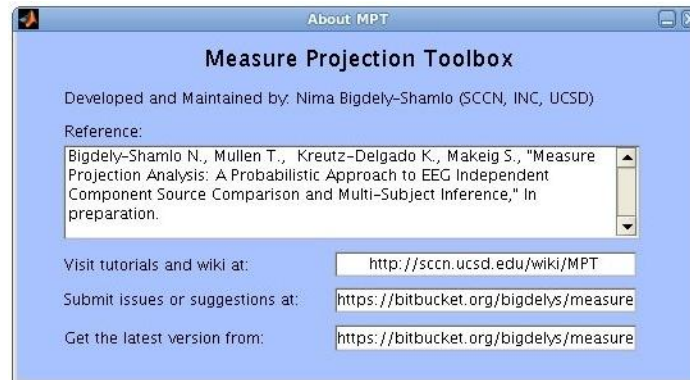 About MPT
Measure Projection Toolbox
Developed and Maintained by: Nima Bigdely-Shamlo (SCCN, INC, UCSD)
Reference:
Bigdely-Shamlo N., Mullen T., Kreutz-Delgado K., Makeig S., "Measure
Projection Analysis: A Probabilistic Approach to EEG Independent
Component Source Comparison and Multi-Subject Inference," In
preparation.
Visit tutorials and wiki at: http://sccn.ucsd.edu/wiki/MPT
Submit issues or suggestions at: https://bitbucket.org/bigdelys/measure
Get the latest version from: https://bitbucket.org/bigdelys/measure